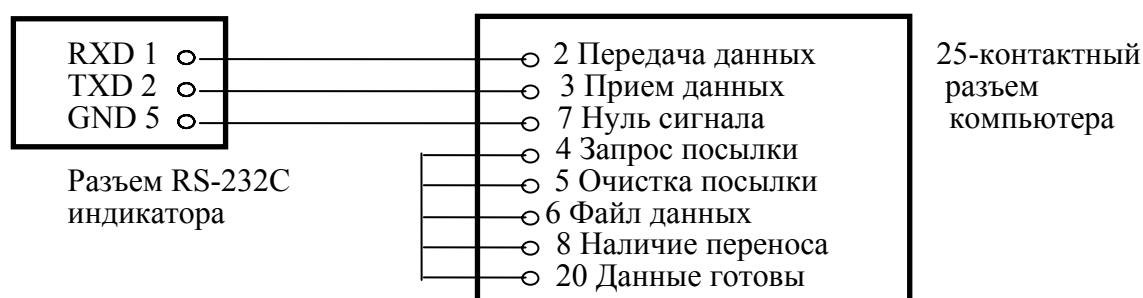 RXD 1
TXD 2
GND 5
Разъем RS-232C
индикатора
2 Передача данных
3 Прием данных
7 Нуль сигнала
4 Запрос посылки
5 Очистка посылки
6 Файл данных
8 Наличие переноса
20 Данные готовы
25-контактный
разъем
компьютера